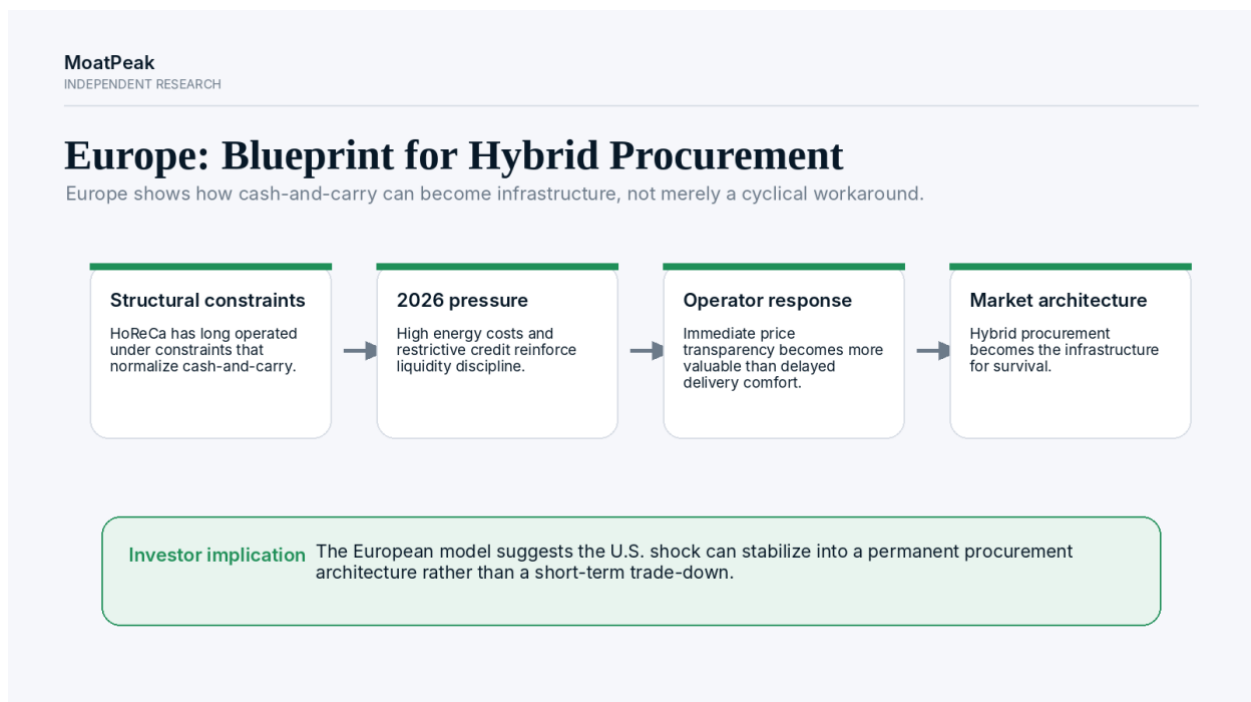 MoatPeak
INDEPENDENT RESEARCH
Europe: Blueprint for Hybrid Procurement
Europe shows how cash-and-carry can become infrastructure, not merely a cyclical workaround.
Structural constraints
HoReCa has long operated
under constraints that
normalize cash-and-carry.
2026 pressure
High energy costs and
restrictive credit reinforce
liquidity discipline.
Operator response
Immediate price
transparency becomes more
valuable than delayed
delivery comfort.
Market architecture
Hybrid procurement
becomes the infrastructure
for survival.
Investor implication
The European model suggests the U.S. shock can stabilize into a permanent procurement
architecture rather than a short-term trade-down.